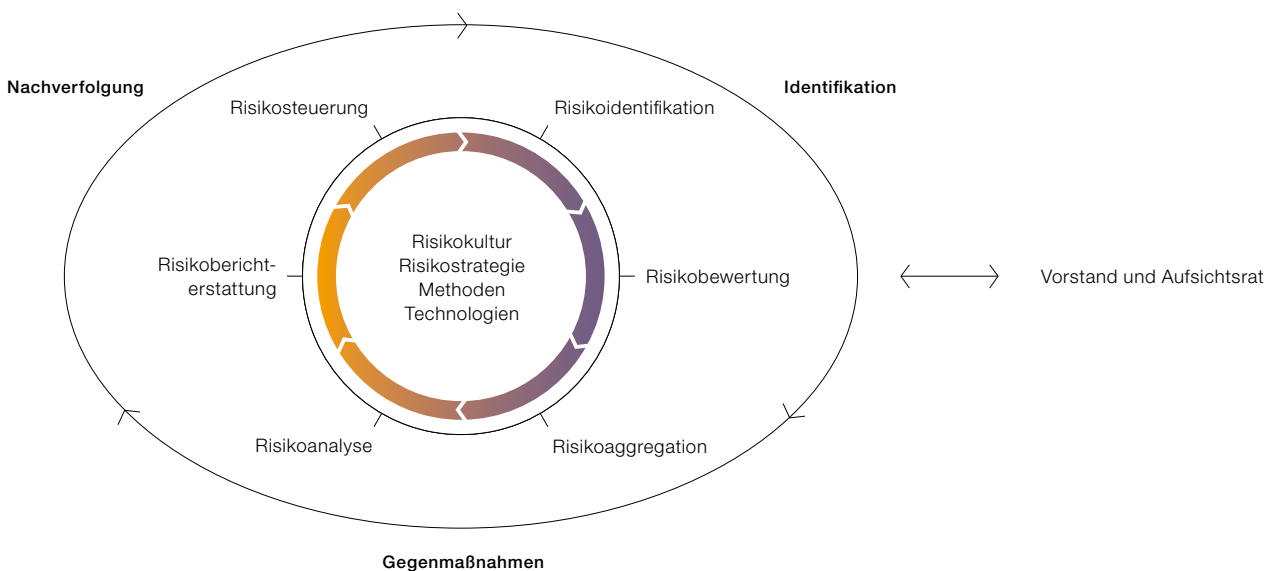 Nachverfolgung
Identifikation
Risikosteuerung
Risikoidentifikation
Risikobericht-
erstattung
Risikokultur
Risikostrategie
Methoden
Technologien
Risikobewertung
Vorstand und Aufsichtsrat
Risikoanalyse
Risikoaggregation
Gegenmaßnahmen